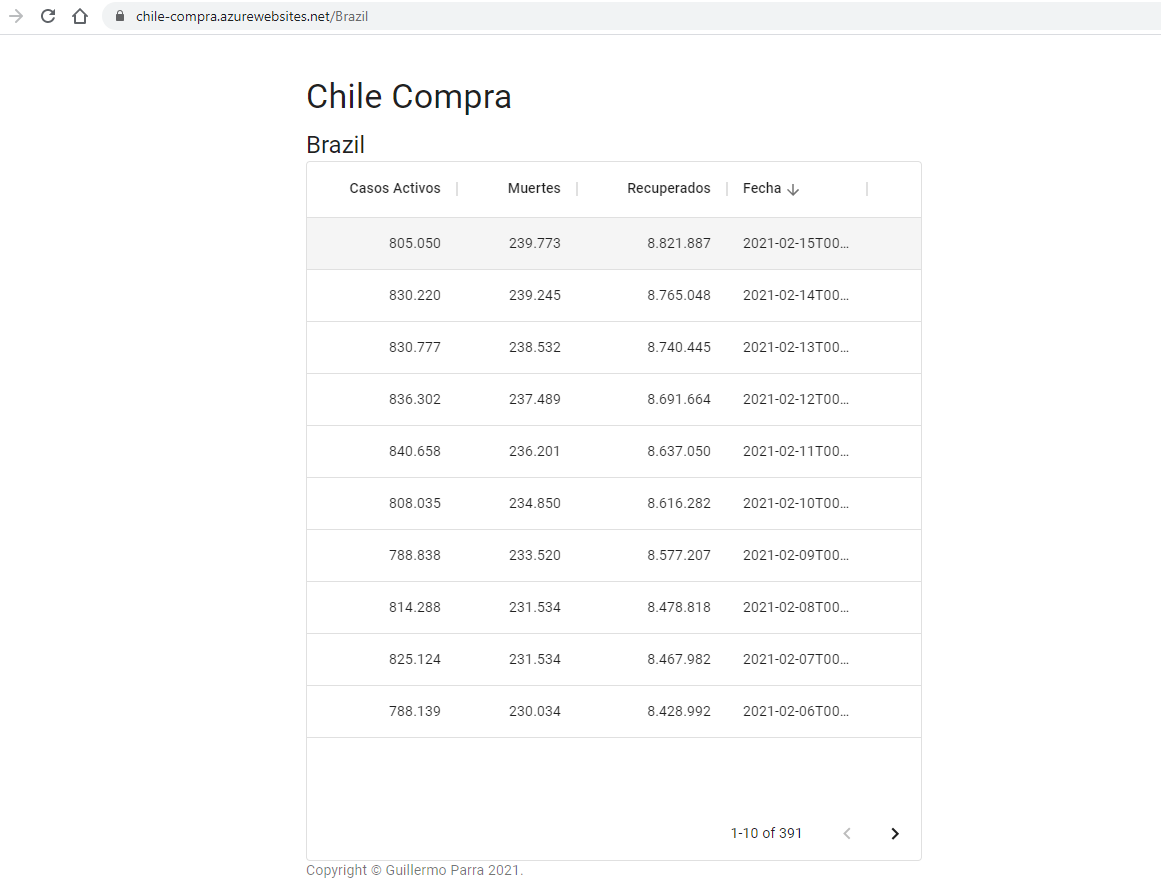 chile-compra.azurewebsites.net/Brazil
Chile Compra
Brazil
Casos Activos Muertes Recuperados Fecha
805.050 239.773 8.821.887 2021-02-15T00...
830.220 239.245 8.765.048 2021-02-14T00...
830.777 238.532 8.740.445 2021-02-13T00...
836.302 237.489 8.691.664 2021-02-12T00...
840.658 236.201 8.637.050 2021-02-11T00...
808.035 234.850 8.616.282 2021-02-10T00...
788.838 233.520 8.577.207 2021-02-09T00...
814.288 231.534 8.478.818 2021-02-08T00...
825.124 231.534 8.467.982 2021-02-07T00...
788.139 230.034 8.428.992 2021-02-06T00...
1-10 of 391
Copyright © Guillermo Parra 2021.